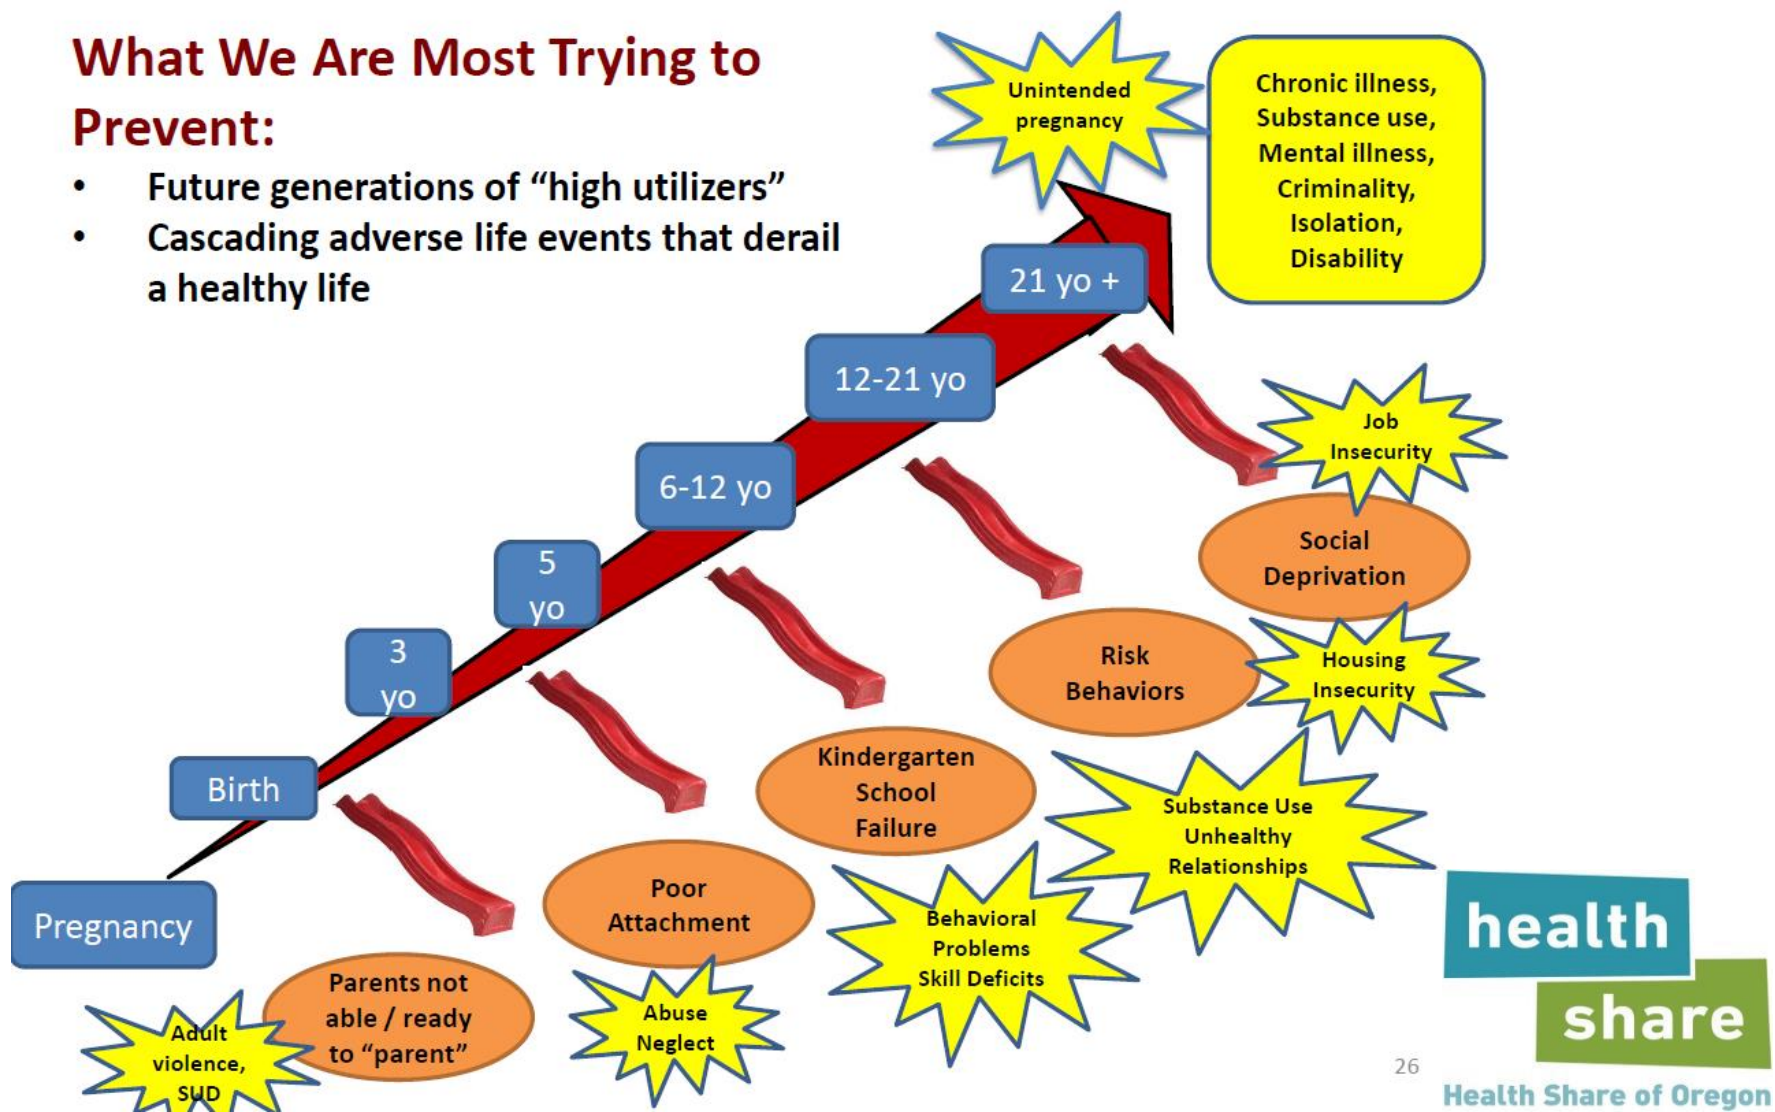 What We Are Most Trying to
Prevent:
• Future generations of “high utilizers”
• Cascading adverse life events that derail
a healthy life
Unintended
pregnancy
Chronic illness,
Substance use,
Mental illness,
Criminality,
Isolation,
Disability
21 yo +
12-21 yo
6-12 yo
5
yo
3
yo
Birth
Pregnancy
Job
Insecurity
Social
Deprivation
Housing
Insecurity
Risk
Behaviors
Substance Use
Unhealthy
Relationships
Kindergarten
School
Failure
Behavioral
Problems
Skill Deficits
Poor
Attachment
Abuse
Neglect
Parents not
able / ready
to “parent”
Adult
violence,
SUD
health
share
26
Health Share of Oregon